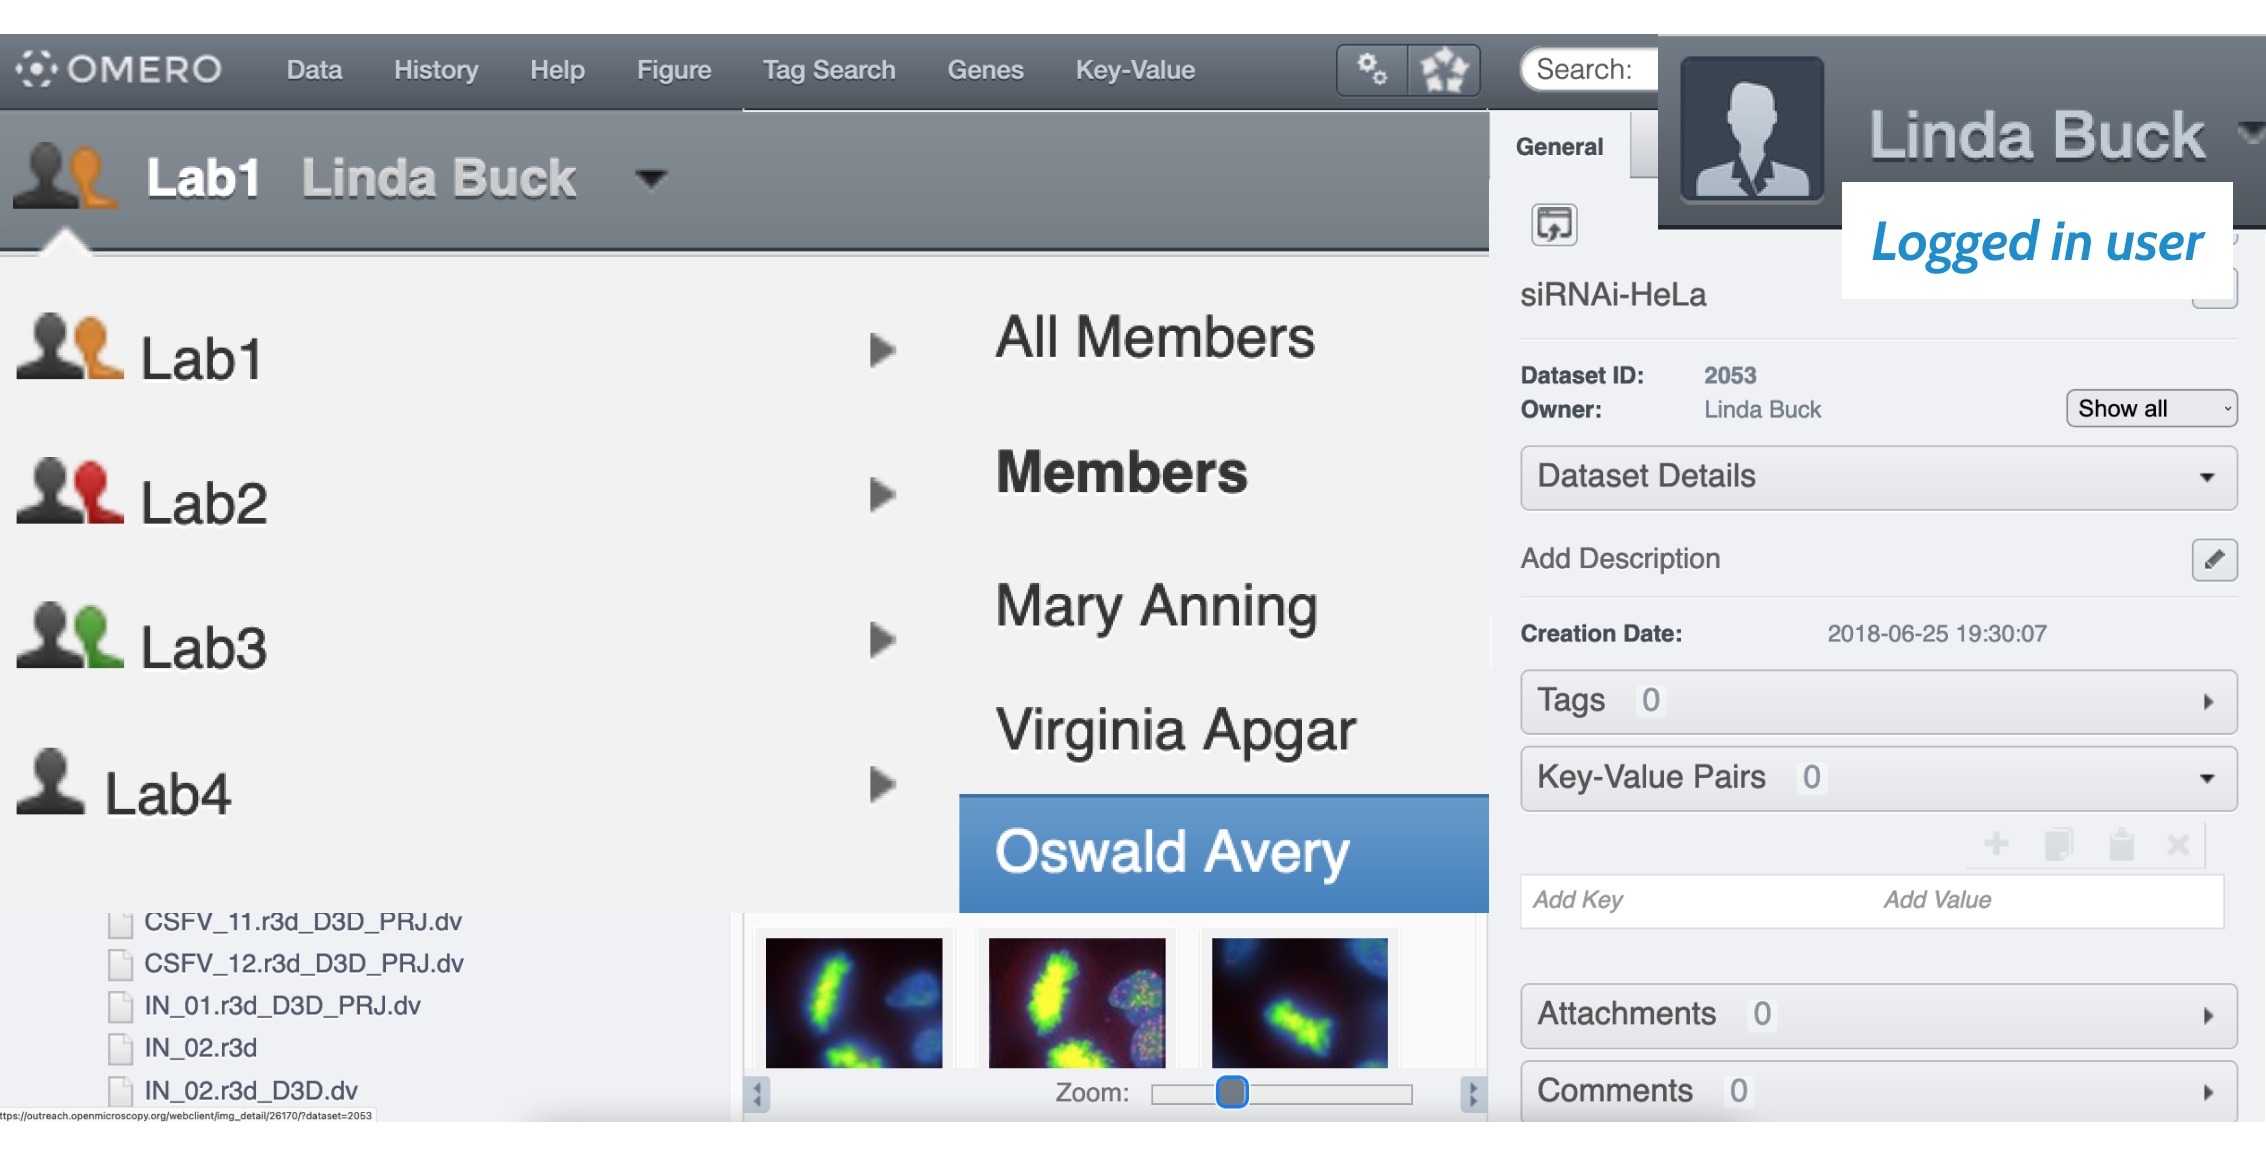 OMERO Data History Help Figure Tag Search Genes Key-Value Search:
Linda Buck
Logged in user
Lab1 Linda Buck
Lab1
Lab2
Lab3
Lab4
All Members
Members
Mary Anning
Virginia Apgar
Oswald Avery
CSFV_11.r3d_D3D_PRJ.dv
CSFV_12.r3d_D3D_PRJ.dv
IN_01.r3d_D3D_PRJ.dv
IN_02.r3d
IN_02.r3d_D3D.dv
ttps://outreach.openmicroscopy.org/webclient/img_detail/26170/?dataset=2053
Zoom:
General
siRNAi-HeLa
Dataset ID: 2053
Owner: Linda Buck
Show all
Dataset Details
Add Description
Creation Date: 2018-06-25 19:30:07
Tags 0
Key-Value Pairs 0
Add Key Add Value
Attachments 0
Comments 0